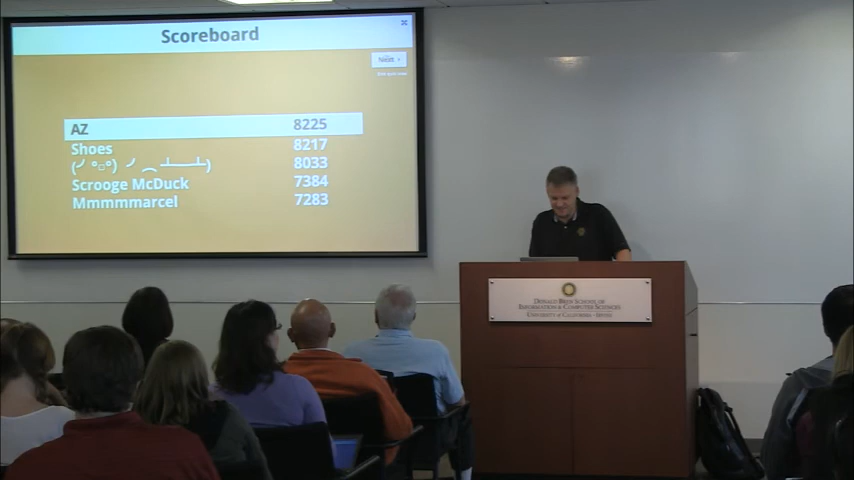 Scoreboard
Next
AZ 8225
Shoes 8217
(╯°□°)╯︵┻━┻) 8033
Scrooge McDuck 7384
Mmmmmarcel 7283
DONALD BREN SCHOOL OF
INFORMATION & COMPUTER SCIENCES
UNIVERSITY of CALIFORNIA · IRVINE